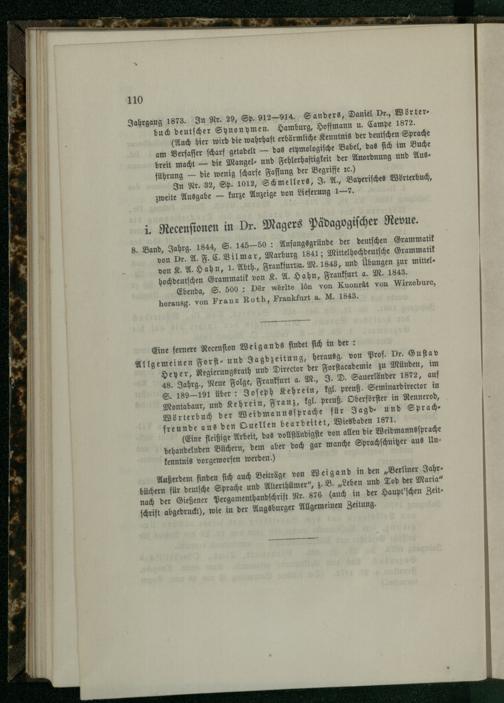 110
Jahrgang 1873. In Nr. 29, Sp. 912—914. Sanders, Daniel Dr., Wörter-
buch deutscher Synonymen. Hamburg, Hoffmann u. Campe 1872.
(Auch hier wird die wahrhaft erbärmliche Kenntnis der deutschen Sprache
am Verfasser scharf getadelt — das etymologische Babel, das sich im Buche
breit macht — die Mangel- und Fehlerhaftigkeit der Anordnung und Aus-
führung — die wenig scharfe Fassung der Begriffe ꝛc.)
In Nr. 32, Sp. 1012, Schmellers, J. A., Bayerisches Wörterbuch,
zweite Ausgabe — kurze Anzeige von Lieferung 1—7.
i. Recensionen in Dr. Magers Pädagogischer Revue.
8. Band, Jahrg. 1844, S. 145—50 : Anfangsgründe der deutschen Grammatik
von Dr. A. F. C. Vilmar, Marburg 1841; Mittelhochdeutsche Grammatik
von K. A. Hahn, 1. Abth., Frankfurt a. M. 1843, und Übungen zur mittel-
hochdeutschen Grammatik von K. A. Hahn, Frankfurt a. M. 1843.
Ebenda, S. 500 : Dër wërlte lôn von Kuonrât von Wirzeburc,
herausg. von Franz Roth, Frankfurt a. M. 1843.
Eine fernere Recension Weigands findet sich in der :
Allgemeinen Forst- und Jagdzeitung, herausg. von Prof. Dr. Gustav
Heyer, Regierungsrath und Director der Forstacademie zu Münden, im
48. Jahrg., Neue Folge, Frankfurt a. M., J. D. Sauerländer 1872, auf
S. 189—191 über : Joseph Kehrein, kgl. preuß. Seminardirector in
Montabaur, und Kehrein, Franz, kgl. preuß. Oberförster in Rennerod,
Wörterbuch der Weidmannssprache für Jagd- und Sprach-
freunde aus den Quellen bearbeitet, Wiesbaden 1871.
(Eine fleißige Arbeit, das vollständigste von allen die Weidmannssprache
behandelnden Büchern, dem aber doch gar manche Sprachschnitzer aus Un-
kenntnis vorgeworfen werden.)
Außerdem finden sich auch Beiträge von Weigand in den „Berliner Jahr-
büchern für deutsche Sprache und Alterthümer“, z. B. „Leben und Tod der Maria“
nach der Gießener Pergamenthandschrift Nr. 876 (auch in der Haupt'schen Zeit-
schrift abgedruckt), wie in der Augsburger Allgemeinen Zeitung.